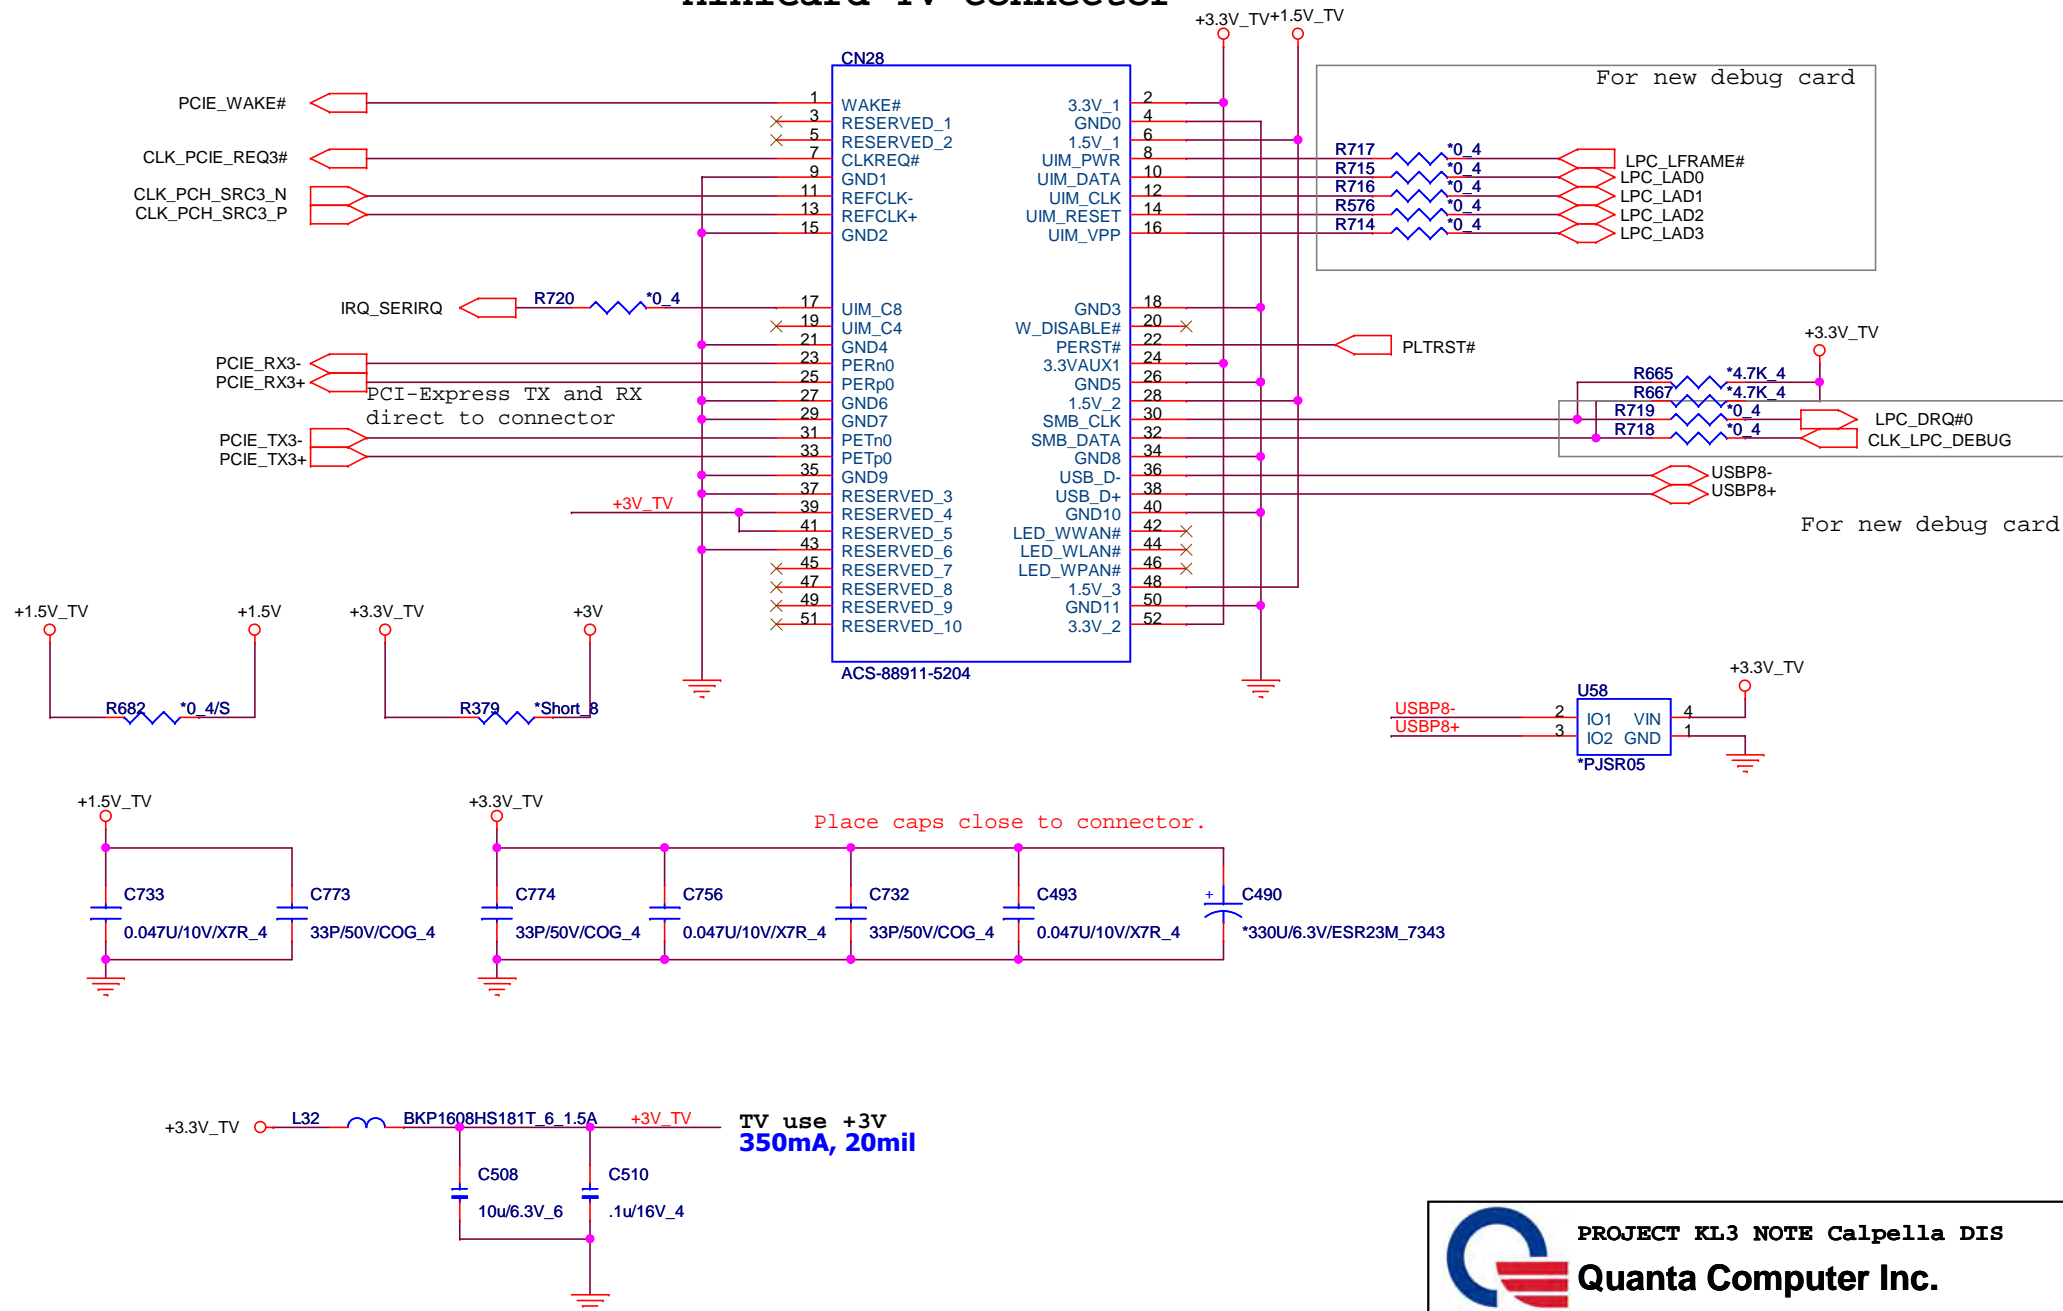 Minicard TV connector
+3.3V_TV
+1.5V_TV
CN28
For new debug card
PCIE_WAKE#
1 WAKE#
3.3V_1 2
3 RESERVED_1
GND0 4
5 RESERVED_2
1.5V_1 6
CLK_PCIE_REQ3#
7 CLKREQ#
UIM_PWR 8
R717 *0_4
LPC_LFRAME#
9 GND1
UIM_DATA 10
R715 *0_4
LPC_LAD0
CLK_PCH_SRC3_N
11 REFCLK-
UIM_CLK 12
R716 *0_4
LPC_LAD1
CLK_PCH_SRC3_P
13 REFCLK+
UIM_RESET 14
R576 *0_4
LPC_LAD2
15 GND2
UIM_VPP 16
R714 *0_4
LPC_LAD3
IRQ_SERIRQ
R720 *0_4
17 UIM_C8
GND3 18
19 UIM_C4
W_DISABLE# 20
21 GND4
PERST# 22
PLTRST#
+3.3V_TV
PCIE_RX3-
23 PERn0
3.3VAUX1 24
PCIE_RX3+
25 PERp0
GND5 26
R665 *4.7K_4
PCI-Express TX and RX
direct to connector
27 GND6
1.5V_2 28
R667 *4.7K_4
29 GND7
SMB_CLK 30
R719 *0_4
LPC_DRQ#0
PCIE_TX3-
31 PETn0
SMB_DATA 32
R718 *0_4
CLK_LPC_DEBUG
PCIE_TX3+
33 PETp0
GND8 34
35 GND9
USB_D- 36
USBP8-
37 RESERVED_3
USB_D+ 38
USBP8+
+3V_TV
39 RESERVED_4
GND10 40
41 RESERVED_5
LED_WWAN# 42
For new debug card
43 RESERVED_6
LED_WLAN# 44
45 RESERVED_7
LED_WPAN# 46
47 RESERVED_8
1.5V_3 48
49 RESERVED_9
GND11 50
51 RESERVED_10
3.3V_2 52
ACS-88911-5204
+1.5V_TV
+1.5V
R682 *0_4/S
+3.3V_TV
+3V
R379 *Short_8
+3.3V_TV
U58
USBP8-
2 IO1 VIN 4
USBP8+
3 IO2 GND 1
*PJSR05
+1.5V_TV
+3.3V_TV
Place caps close to connector.
C733
0.047U/10V/X7R_4
C773
33P/50V/COG_4
C774
33P/50V/COG_4
C756
0.047U/10V/X7R_4
C732
33P/50V/COG_4
C493
0.047U/10V/X7R_4
+ C490
*330U/6.3V/ESR23M_7343
+3.3V_TV
L32
BKP1608HS181T_6_1.5A
+3V_TV
TV use +3V
350mA, 20mil
C508
10u/6.3V_6
C510
.1u/16V_4
PROJECT KL3 NOTE Calpella DIS
Quanta Computer Inc.